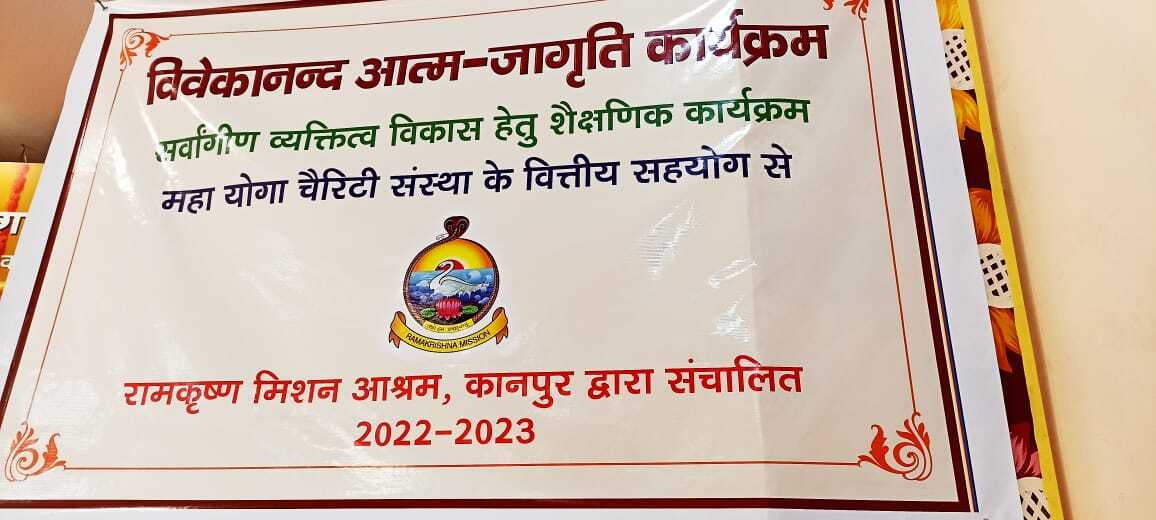 विवेकानन्द आत्म-जागृति कार्यक्रम
सर्वांगीण व्यक्तित्व विकास हेतु शैक्षणिक कार्यक्रम
महा योगा चैरिटी संस्था के वित्तीय सहयोग से
RAMAKRISHNA MISSION
रामकृष्ण मिशन आश्रम, कानपुर द्वारा संचालित
2022-2023